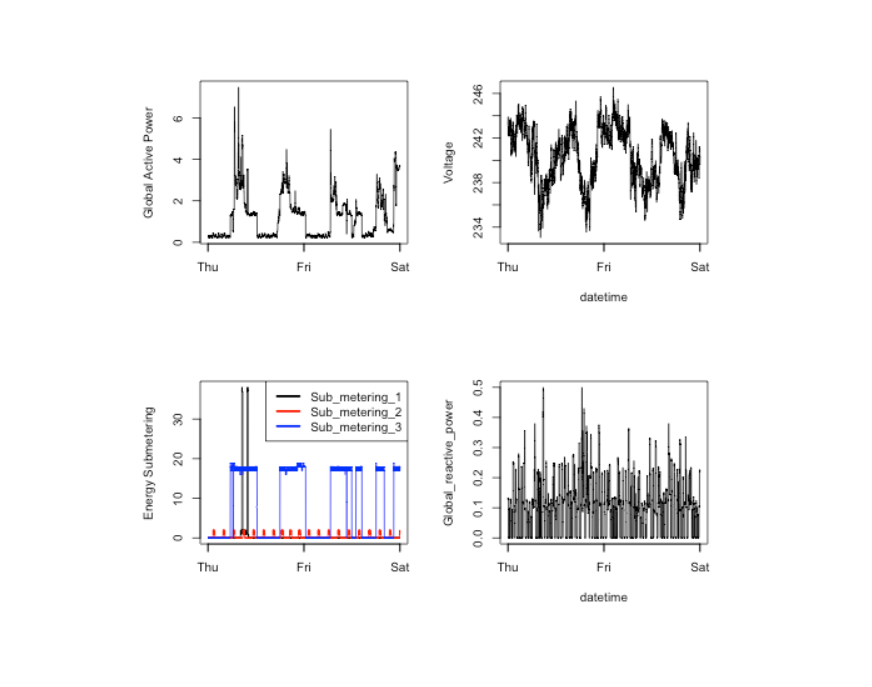 Global Active Power
0
2
4
6
Thu
Fri
Sat
Voltage
234
238
242
246
Thu
Fri
Sat
datetime
Energy Submetering
0
10
20
30
Sub_metering_1
Sub_metering_2
Sub_metering_3
Thu
Fri
Sat
Global_reactive_power
0.0
0.1
0.2
0.3
0.4
0.5
Thu
Fri
Sat
datetime